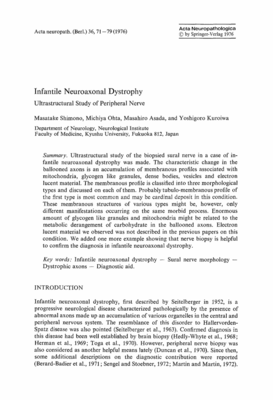 Acta neuropath. (Berl.) 36, 71–79 (1976)
Acta Neuropathologica
© by Springer-Verlag 1976
Infantile Neuroaxonal Dystrophy
Ultrastructural Study of Peripheral Nerve
Masatake Shimono, Michiya Ohta, Masahiro Asada, and Yoshigoro Kuroiwa
Department of Neurology, Neurological Institute
Faculty of Medicine, Kyushu University, Fukuoka 812, Japan
Summary. Ultrastructural study of the biopsied sural nerve in a case of in-
fantile neuroaxonal dystrophy was made. The characteristic change in the
ballooned axons is an accumulation of membranous profiles associated with
mitochondria, glycogen like granules, dense bodies, vesicles and electron
lucent material. The membranous profile is classified into three morphological
types and discussed on each of them. Probably tubulo-membranous profile of
the first type is most common and may be cardinal deposit in this condition.
These membranous structures of various types might be, however, only
different manifestations occurring on the same morbid process. Enormous
amount of glycogen like granules and mitochondria might be related to the
metabolic derangement of carbohydrate in the ballooned axons. Electron
lucent material we observed was not described in the previous papers on this
condition. We added one more example showing that nerve biopsy is helpful
to confirm the diagnosis in infantile neuroaxonal dystrophy.
Key words: Infantile neuroaxonal dystrophy — Sural nerve morphology —
Dystrophic axons — Diagnostic aid.
INTRODUCTION
Infantile neuroaxonal dystrophy, first described by Seitelberger in 1952, is a
progressive neurological disease characterized pathologically by the presence of
abnormal axons made up an accumulation of various organelles in the central and
peripheral nervous system. The resemblance of this disorder to Hallervorden-
Spatz disease was also pointed (Seitelberger et al., 1963). Confirmed diagnosis in
this disease had been well established by brain biopsy (Hedly-Whyte et al., 1968;
Herman et al., 1969; Toga et al., 1970). However, peripheral nerve biopsy was
also considered as another helpful means lately (Duncan et al., 1970). Since then,
some additional descriptions on the diagnostic contribution were reported
(Berard-Badier et al., 1971; Sengel and Stoebner, 1972; Martin and Martin, 1972).